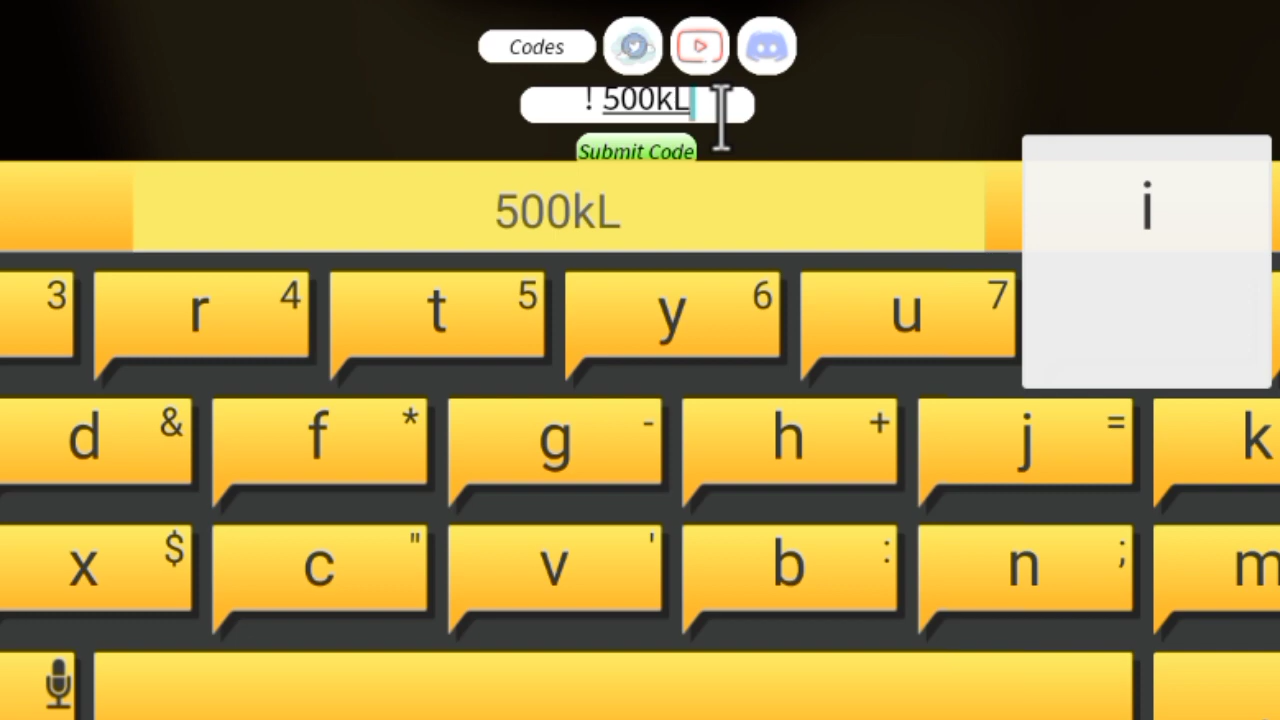 Codes
! 500kL
Submit Code
500kL
i
3 r 4 t 5 y 6 u 7
d & f * g - h + j = k
x $ c " v ' b : n ; m